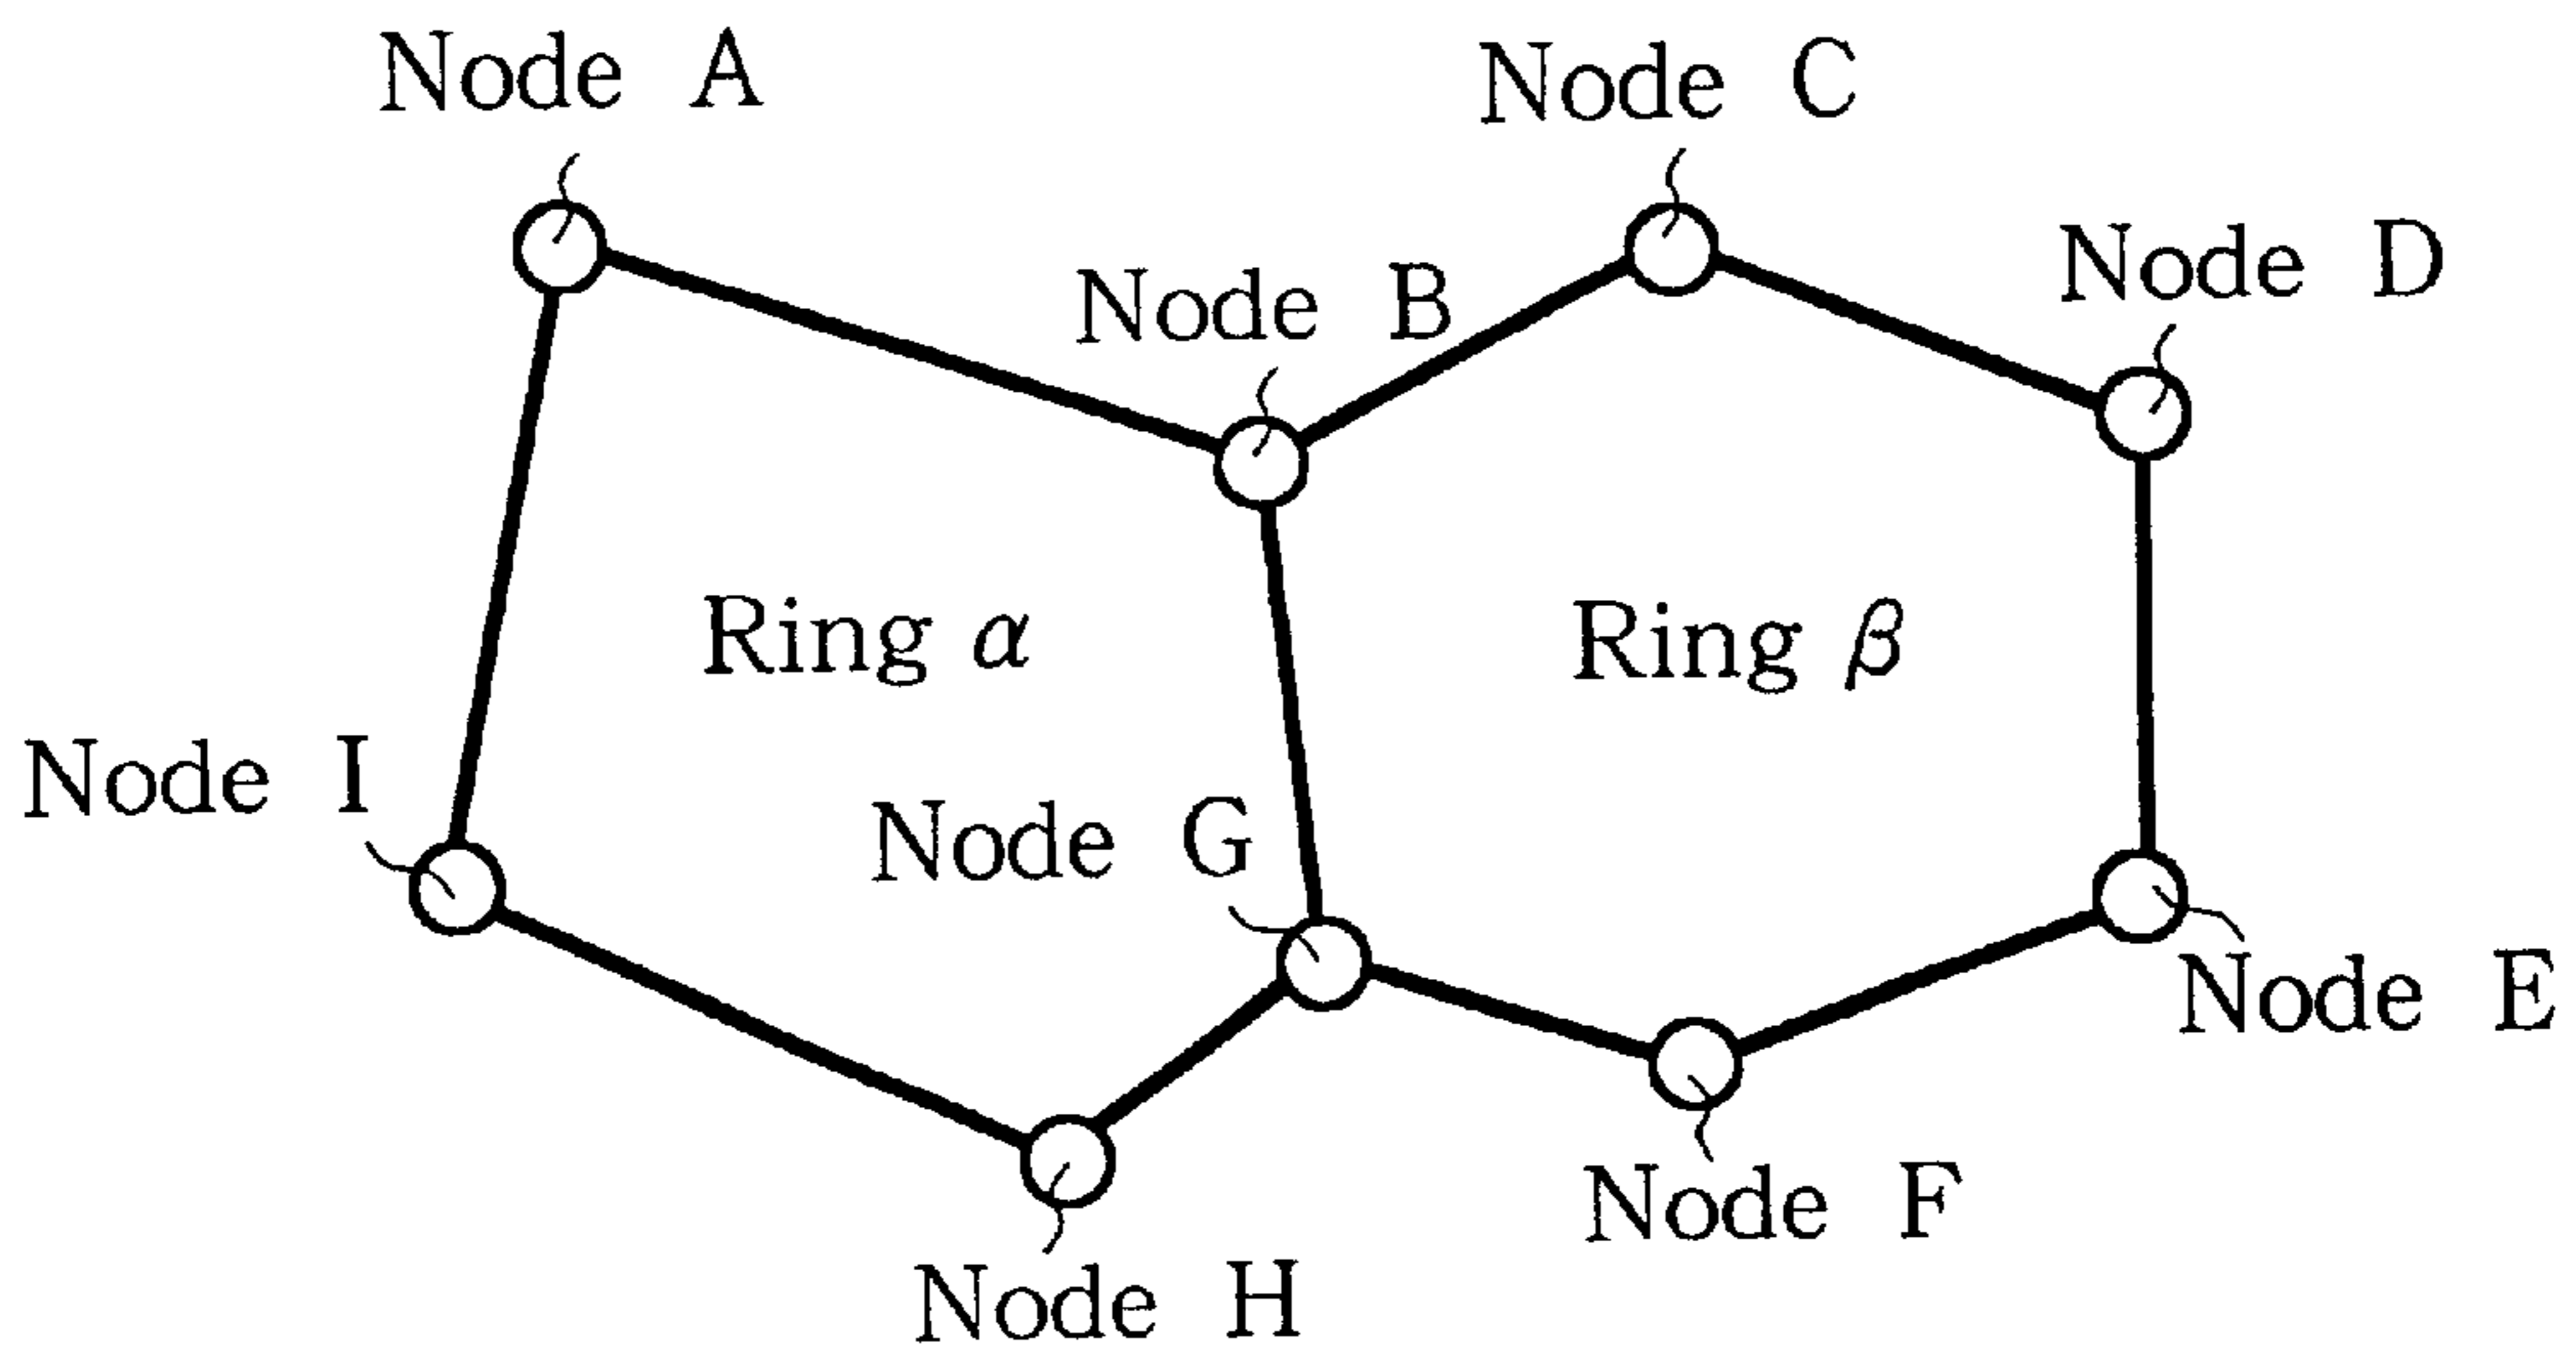 Node A
Node C
Node D
Node B
Ring α
Ring β
Node I
Node G
Node E
Node F
Node H